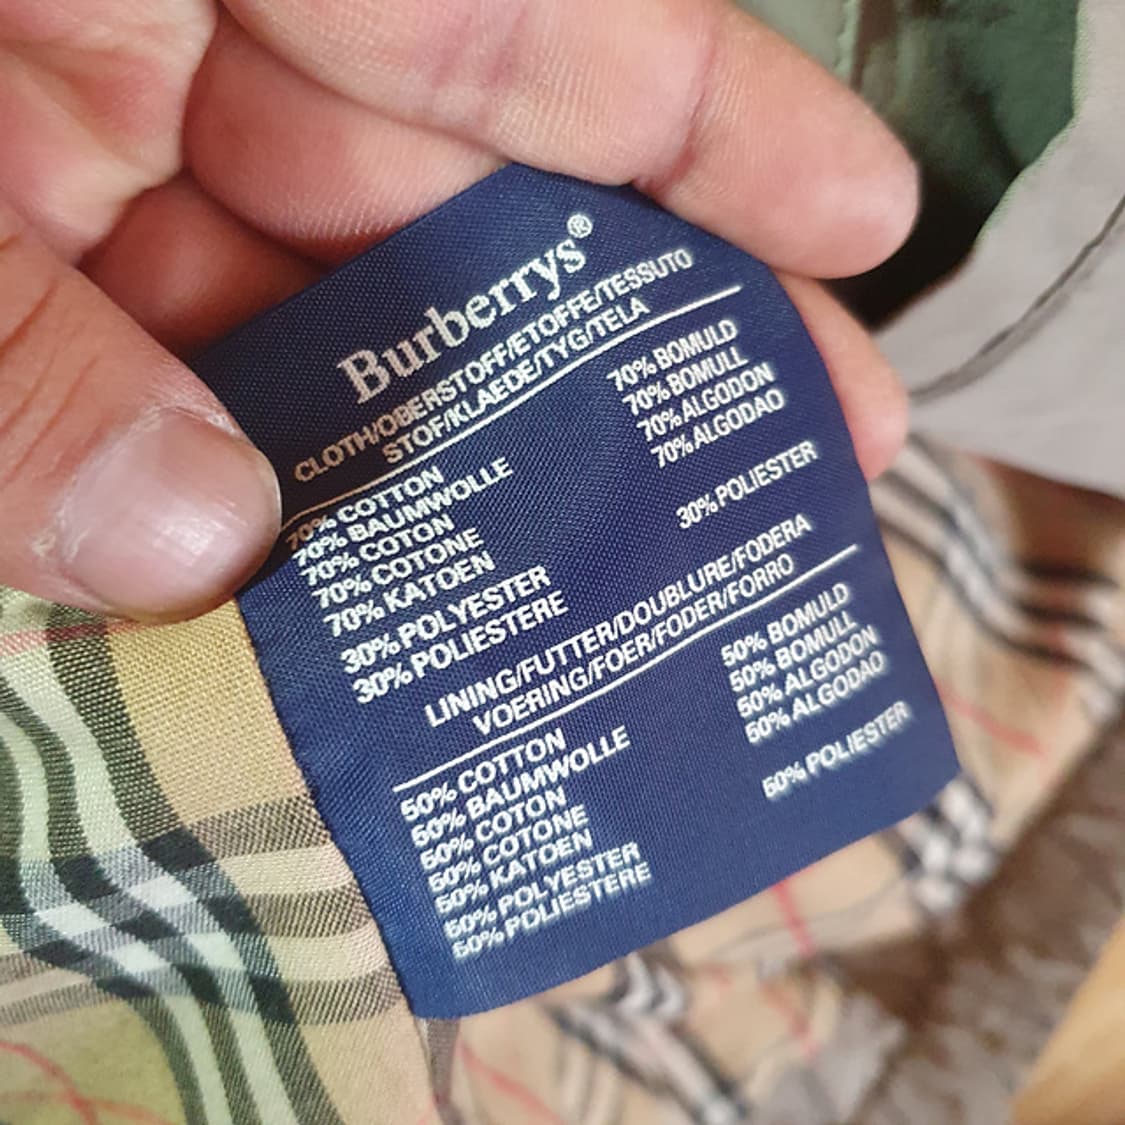 Burberrys®
CLOTH/OBERSTOFF/ETOFFE/TESSUTO
STOF/KLAEDE/TYG/TELA
70% COTTON
70% BAUMWOLLE
70% COTON
70% COTONE
70% KATOEN
30% POLYESTER
30% POLIESTERE
70% BOMULD
70% BOMULL
70% ALGODON
70% ALGODAO
30% POLIESTER
LINING/FUTTER/DOUBLURE/FODERA
VOERING/FOER/FODER/FORRO
50% COTTON
50% BAUMWOLLE
50% COTON
50% COTONE
50% KATOEN
50% POLYESTER
50% POLIESTERE
50% BOMULD
50% BOMULL
50% ALGODON
50% ALGODAO
50% POLIESTER